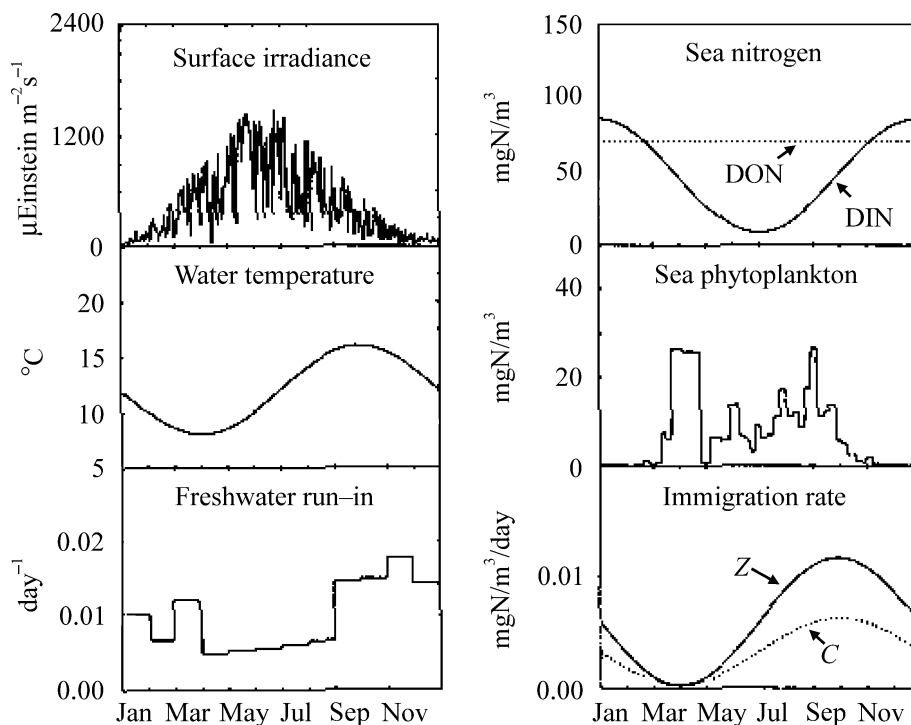 2400
1200
0
μEinstein m⁻² s⁻¹
Surface irradiance
150
100
50
0
mgN/m³
Sea nitrogen
DON
DIN
20
15
10
5
°C
Water temperature
40
20
0
mgN/m³
Sea phytoplankton
0.02
0.01
0.00
day⁻¹
Freshwater run–in
Jan Mar May Jul Sep Nov
0.01
0.00
mgN/m³/day
Immigration rate
Z
C
Jan Mar May Jul Sep Nov